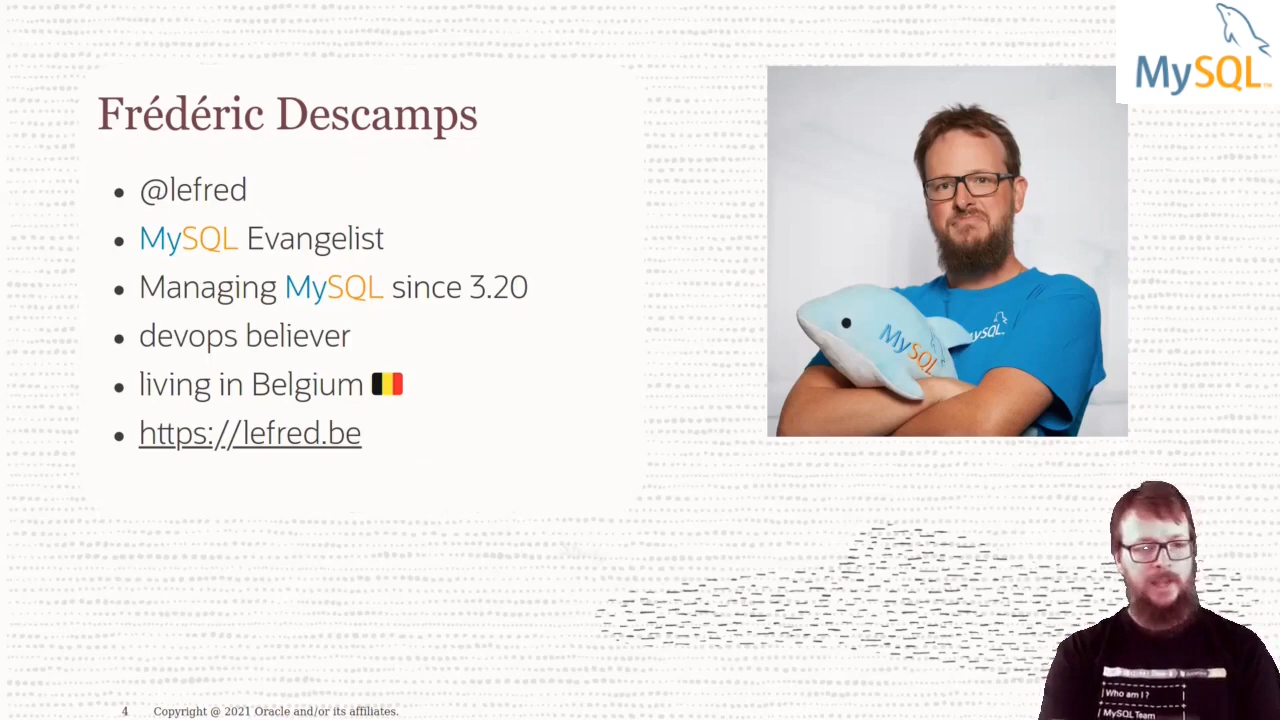 MySQL™
Frédéric Descamps
@lefred
MySQL Evangelist
Managing MySQL since 3.20
devops believer
living in Belgium
https://lefred.be
MySQL
MySQL
Who am I ?
MySQL Team
4 Copyright @ 2021 Oracle and/or its affiliates.